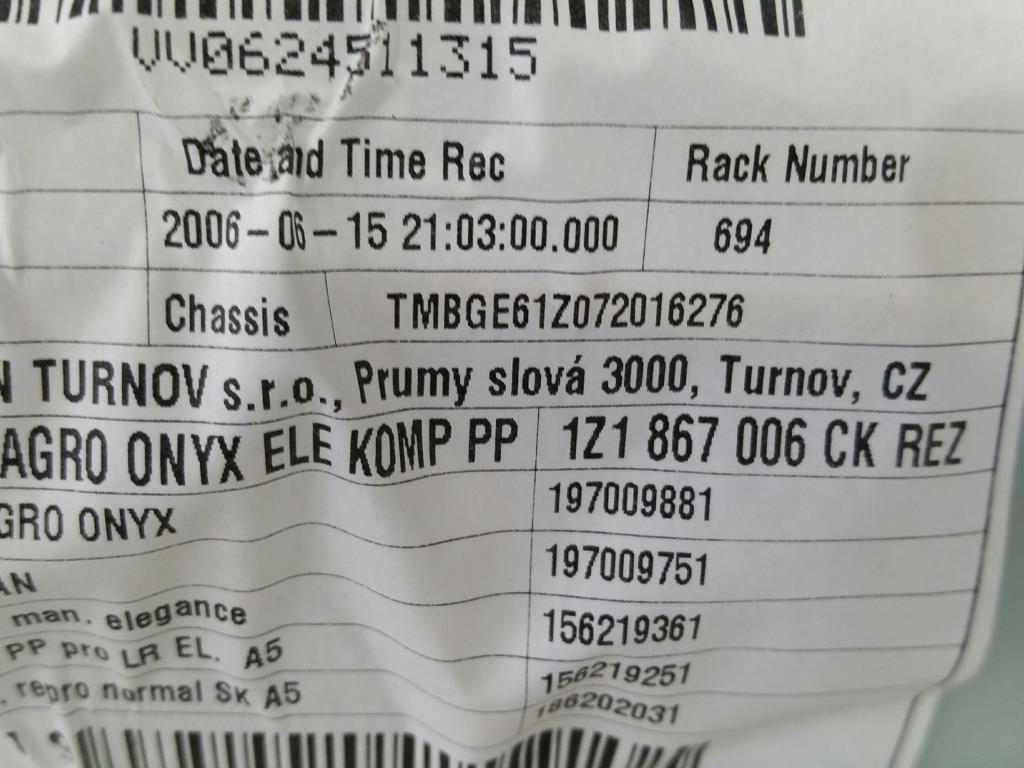 VV0624511315
Date and Time Rec Rack Number
2006-06-15 21:03:00.000 694
Chassis TMBGE61Z072016276
TURNOV s.r.o., Prumy slová 3000, Turnov, CZ
AGRO ONYX ELE KOMP PP 1Z1 867 006 CK REZ
GRO ONYX 197009881
AN 197009751
man. elegance 156219361
PP pro LR EL. A5 156219251
. repro normal Sk A5 186202031